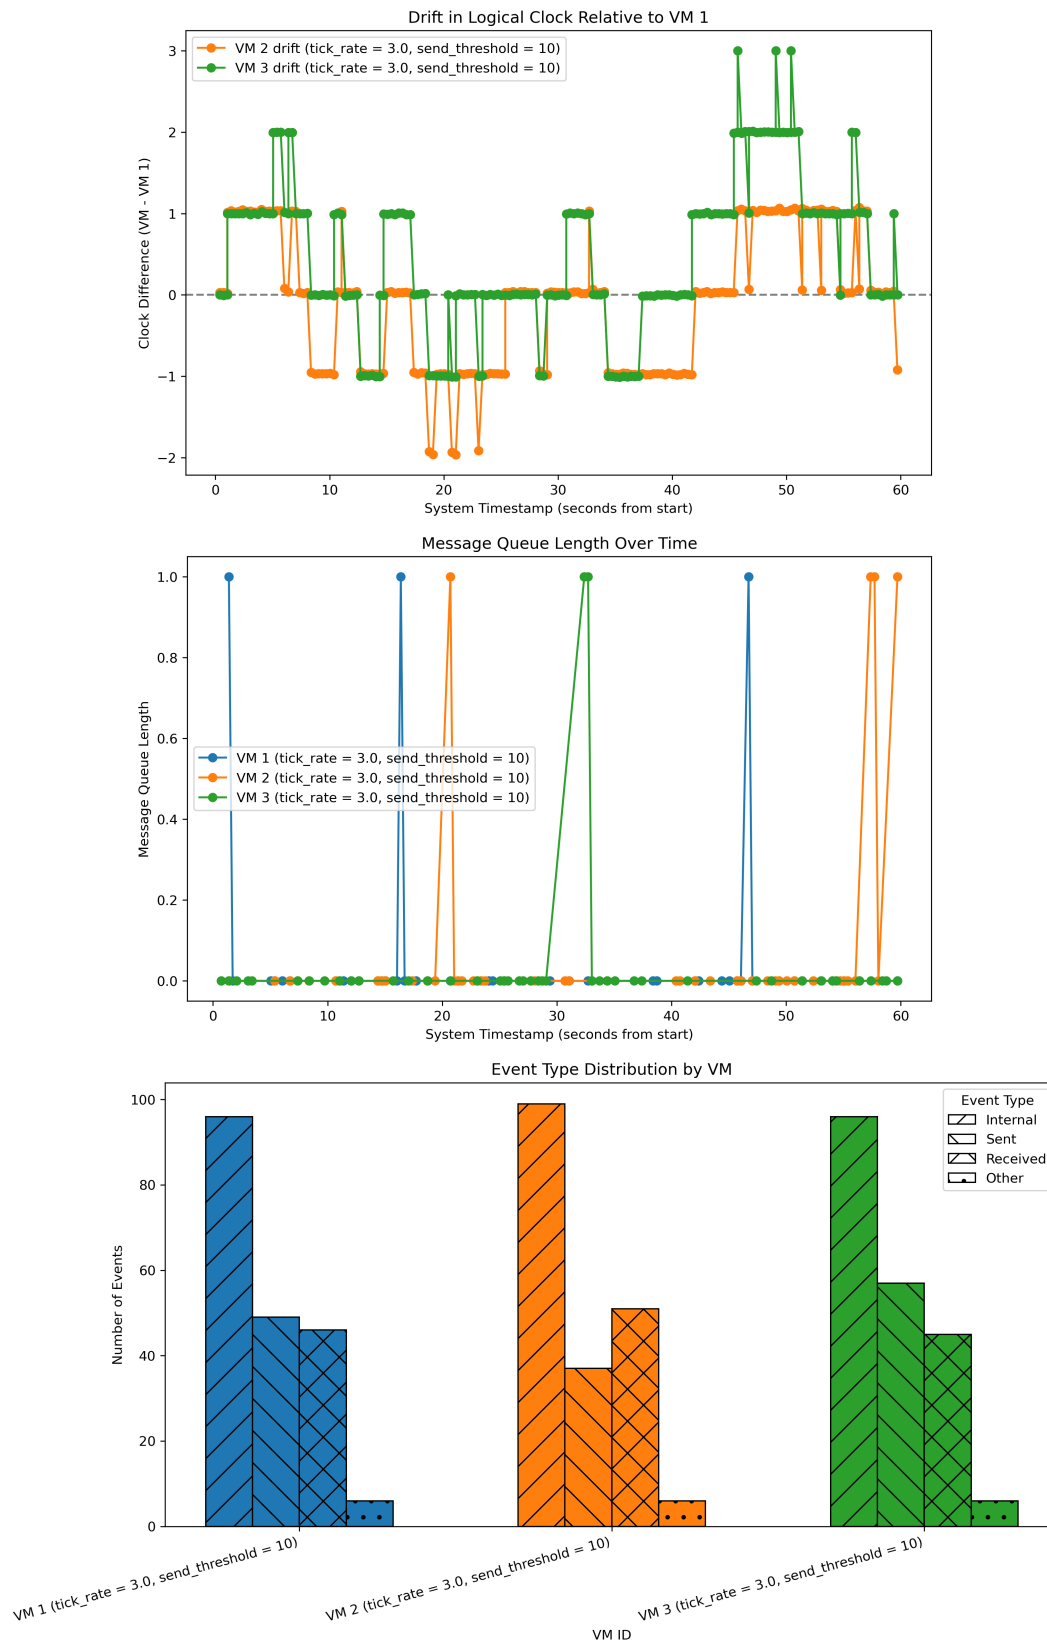 Drift in Logical Clock Relative to VM 1
VM 2 drift (tick_rate = 3.0, send_threshold = 10)
VM 3 drift (tick_rate = 3.0, send_threshold = 10)
Clock Difference (VM - VM 1)
3
2
1
0
−1
−2
0 10 20 30 40 50 60
System Timestamp (seconds from start)
Message Queue Length Over Time
Message Queue Length
1.0
0.8
0.6
0.4
0.2
0.0
VM 1 (tick_rate = 3.0, send_threshold = 10)
VM 2 (tick_rate = 3.0, send_threshold = 10)
VM 3 (tick_rate = 3.0, send_threshold = 10)
0 10 20 30 40 50 60
System Timestamp (seconds from start)
Event Type Distribution by VM
Event Type
Internal
Sent
Received
Other
Number of Events
100
80
60
40
20
0
VM 1 (tick_rate = 3.0, send_threshold = 10)
VM 2 (tick_rate = 3.0, send_threshold = 10)
VM 3 (tick_rate = 3.0, send_threshold = 10)
VM ID